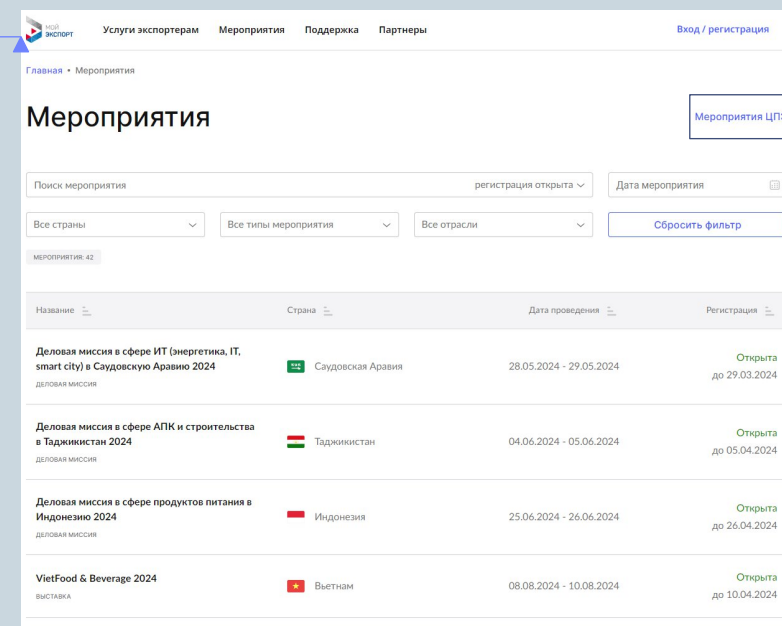 МОЙ ЭКСПОРТ
Услуги экспортерам Мероприятия Поддержка Партнеры Вход / регистрация
Главная • Мероприятия
Мероприятия
Мероприятия ЦПЭ
Поиск мероприятия регистрация открыта Дата мероприятия
Все страны Все типы мероприятия Все отрасли Сбросить фильтр
МЕРОПРИЯТИЯ: 42
Название Страна Дата проведения Регистрация
Деловая миссия в сфере ИТ (энергетика, IT,
smart city) в Саудовскую Аравию 2024
ДЕЛОВАЯ МИССИЯ
Саудовская Аравия
28.05.2024 - 29.05.2024
Открыта
до 29.03.2024
Деловая миссия в сфере АПК и строительства
в Таджикистан 2024
ДЕЛОВАЯ МИССИЯ
Таджикистан
04.06.2024 - 05.06.2024
Открыта
до 05.04.2024
Деловая миссия в сфере продуктов питания в
Индонезию 2024
ДЕЛОВАЯ МИССИЯ
Индонезия
25.06.2024 - 26.06.2024
Открыта
до 26.04.2024
VietFood & Beverage 2024
ВЫСТАВКА
Вьетнам
08.08.2024 - 10.08.2024
Открыта
до 10.04.2024